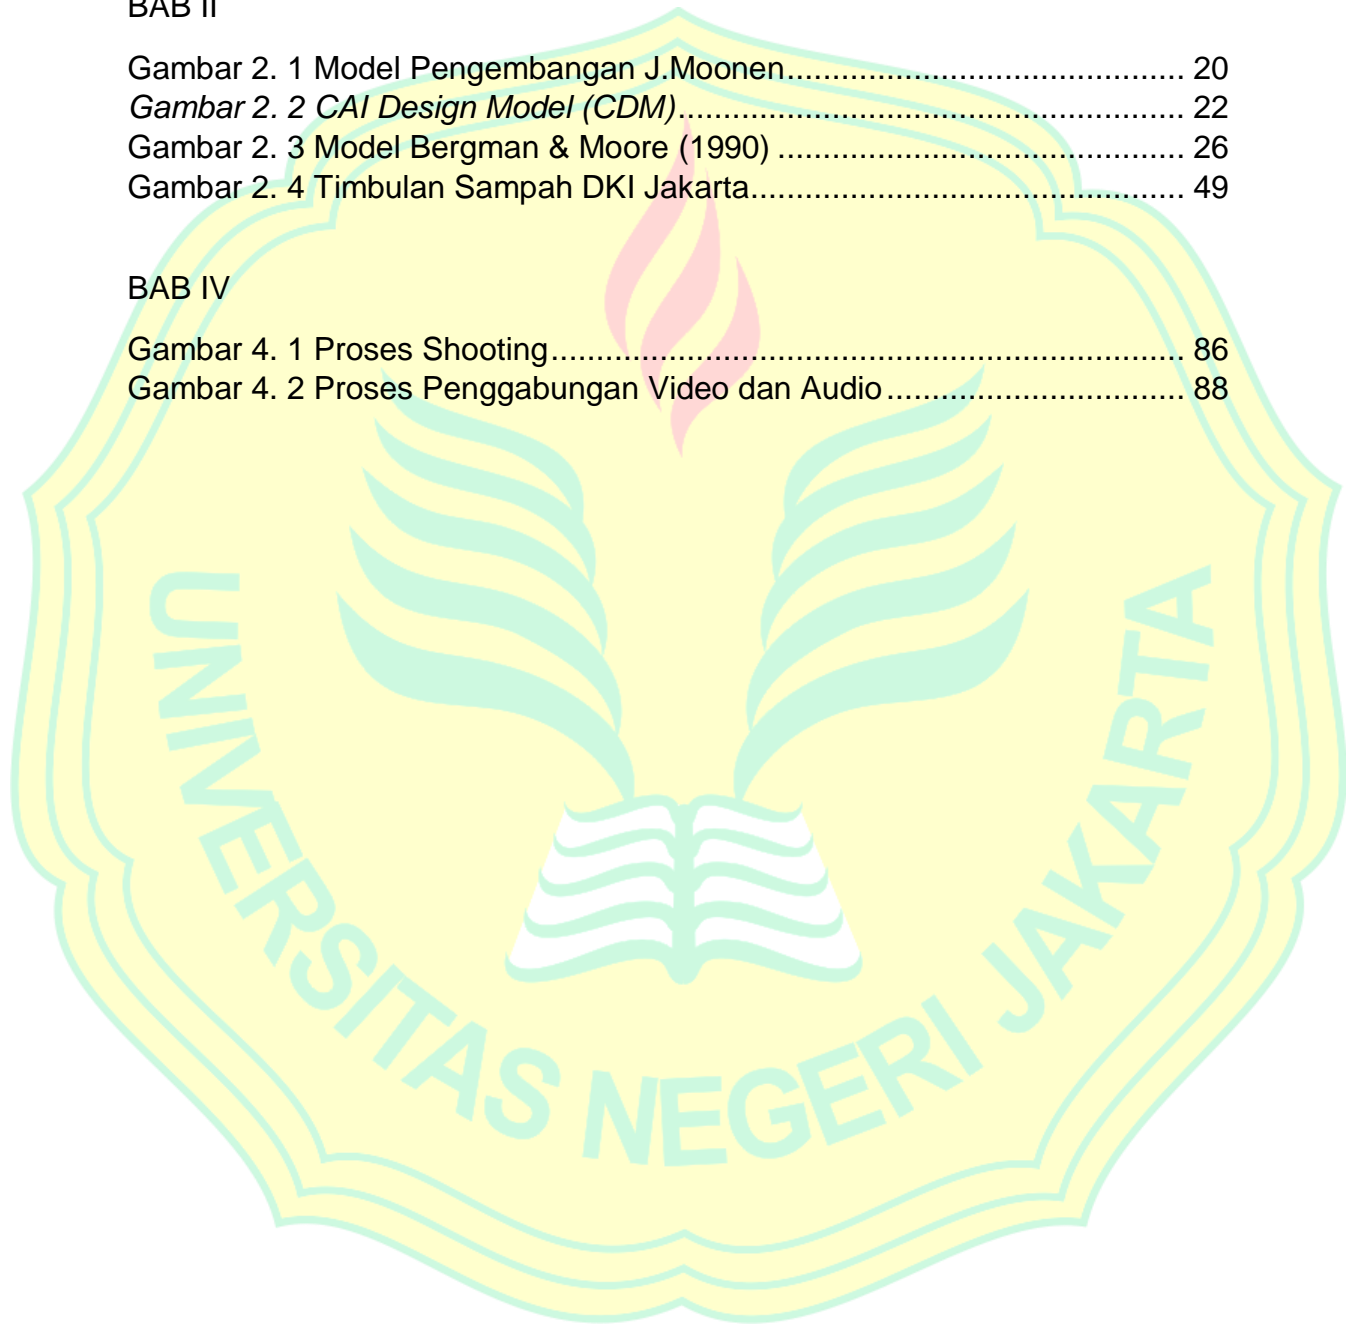 BAB II
Gambar 2. 1 Model Pengembangan J.Moonen............................................. 20
Gambar 2. 2 CAI Design Model (CDM)........................................................ 22
Gambar 2. 3 Model Bergman & Moore (1990) ............................................. 26
Gambar 2. 4 Timbulan Sampah DKI Jakarta................................................ 49
BAB IV
Gambar 4. 1 Proses Shooting...................................................................... 86
Gambar 4. 2 Proses Penggabungan Video dan Audio ................................. 88
UNIVERSITAS NEGERI JAKARTA